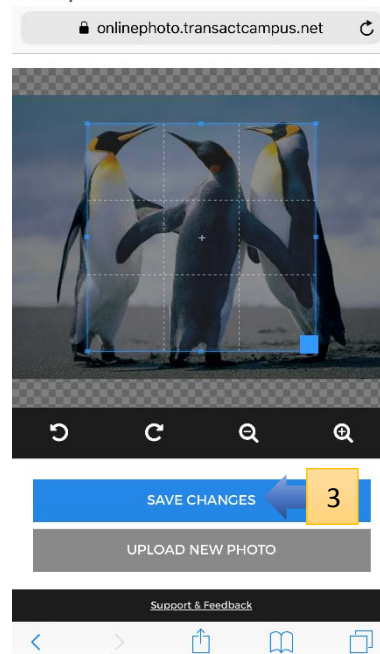 onlinephoto.transactcampus.net
SAVE CHANGES
3
UPLOAD NEW PHOTO
Support & Feedback